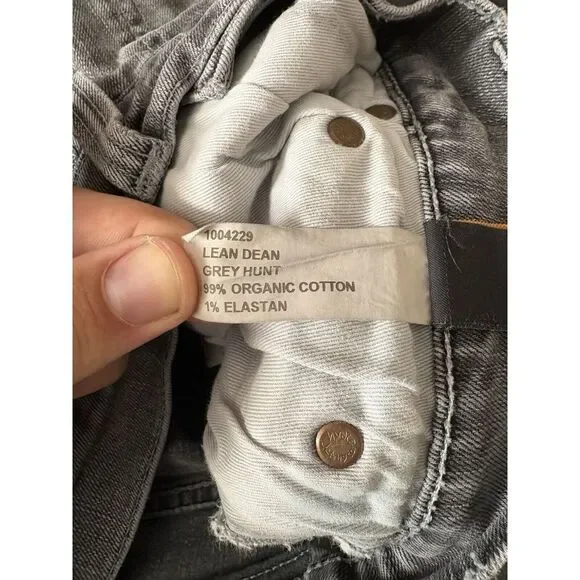 1004229
LEAN DEAN
GREY HUNT
99% ORGANIC COTTON
1% ELASTAN